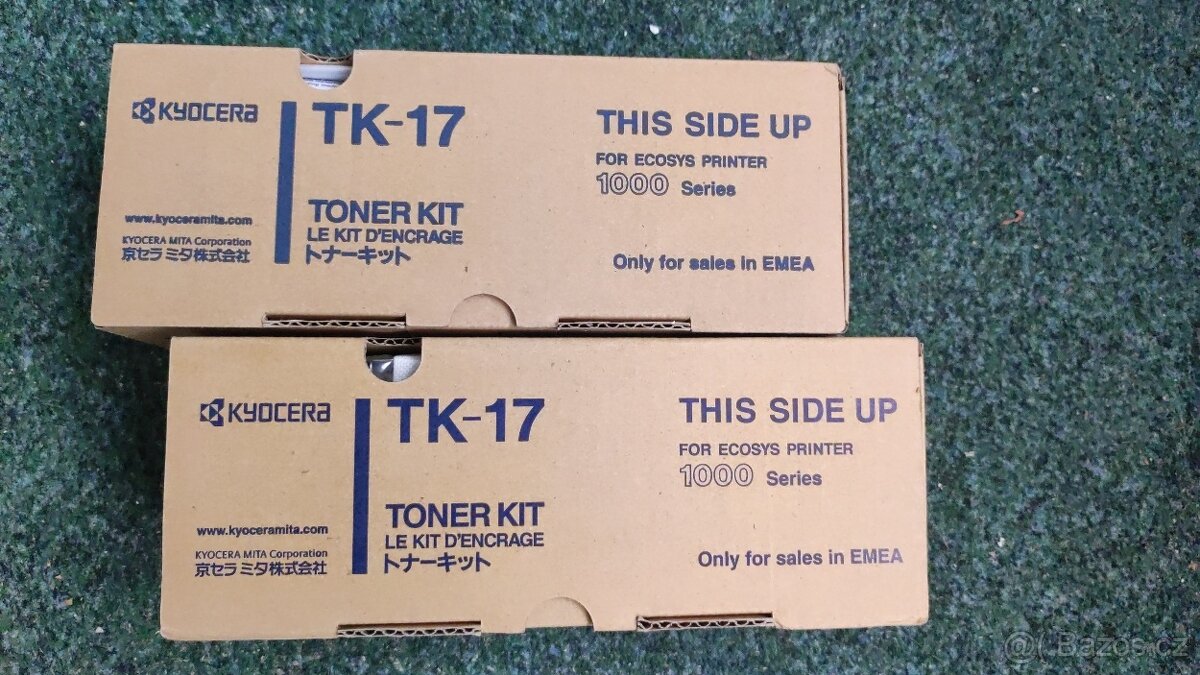 KYOCERA
TK-17
THIS SIDE UP
FOR ECOSYS PRINTER
1000 Series
www.kyoceramita.com
TONER KIT
LE KIT D'ENCRAGE
トナーキット
KYOCERA MITA Corporation
京セラ ミタ株式会社
Only for sales in EMEA
KYOCERA
TK-17
THIS SIDE UP
FOR ECOSYS PRINTER
1000 Series
www.kyoceramita.com
TONER KIT
LE KIT D'ENCRAGE
トナーキット
KYOCERA MITA Corporation
京セラ ミタ株式会社
Only for sales in EMEA
Bazos.cz